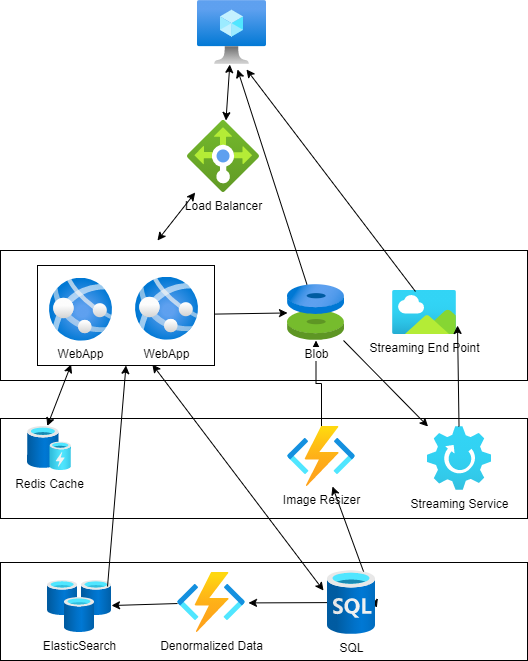 Load Balancer
WebApp
WebApp
Blob
Streaming End Point
Redis Cache
Image Resizer
Streaming Service
ElasticSearch
Denormalized Data
SQL
SQL